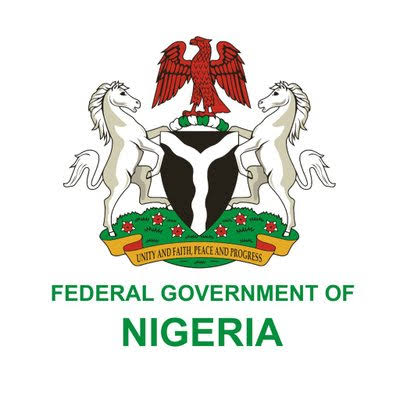 UNITY AND FAITH, PEACE AND PROGRESS
FEDERAL GOVERNMENT OF
NIGERIA